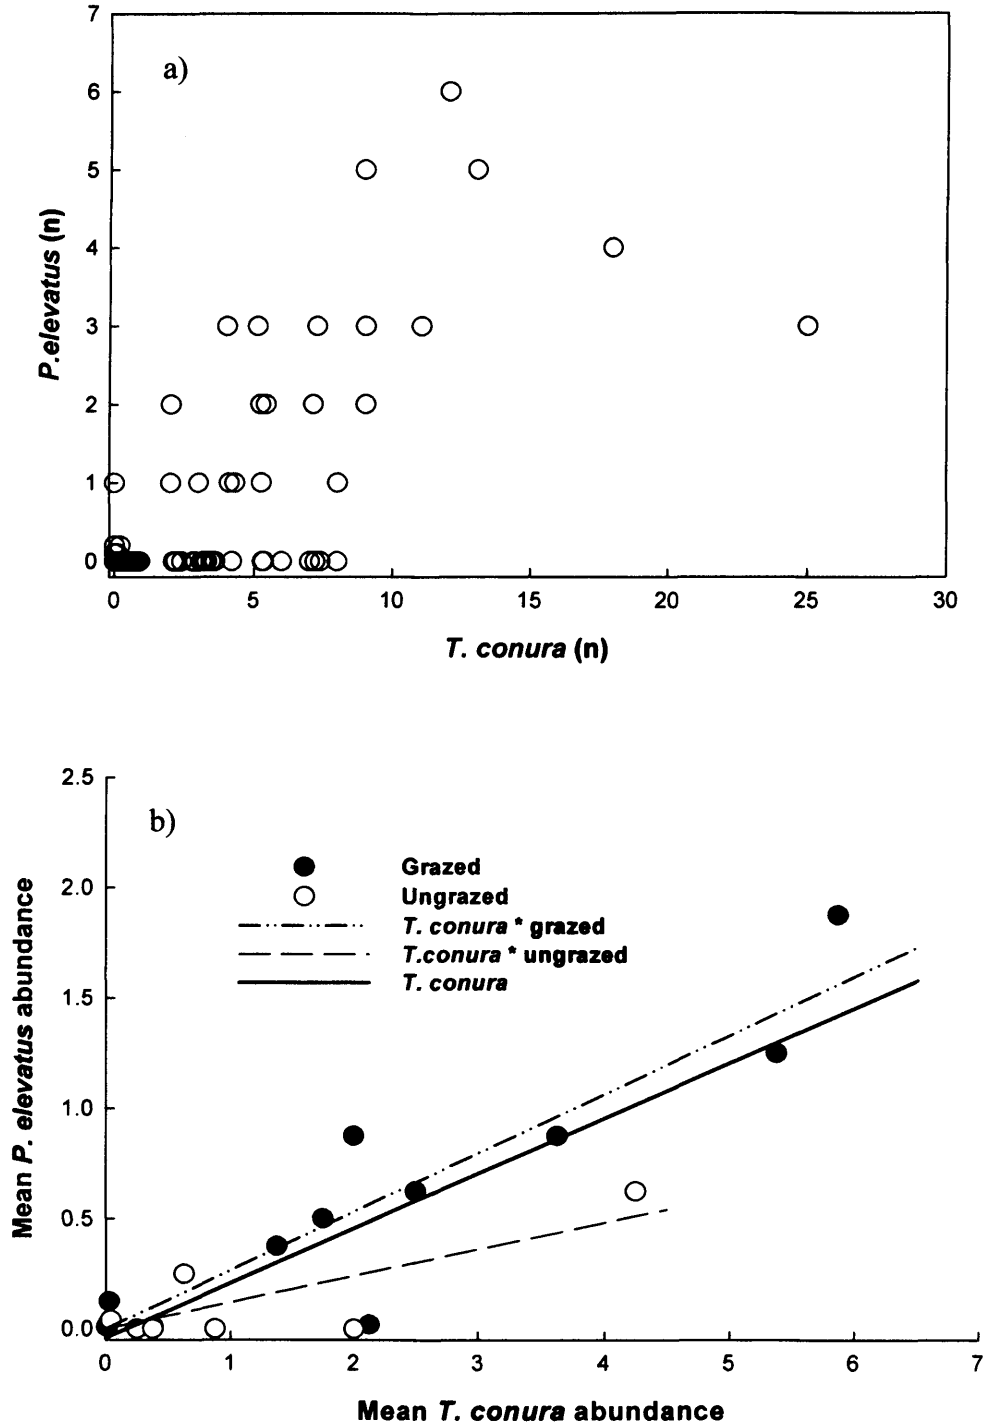 a)
7
6
5
4
3
2
1
0
P.elevatus (n)
0 5 10 15 20 25 30
T. conura (n)
b)
2.5
2.0
1.5
1.0
0.5
0.0
Mean P. elevatus abundance
Grazed
Ungrazed
T. conura * grazed
T.conura * ungrazed
T. conura
0 1 2 3 4 5 6 7
Mean T. conura abundance